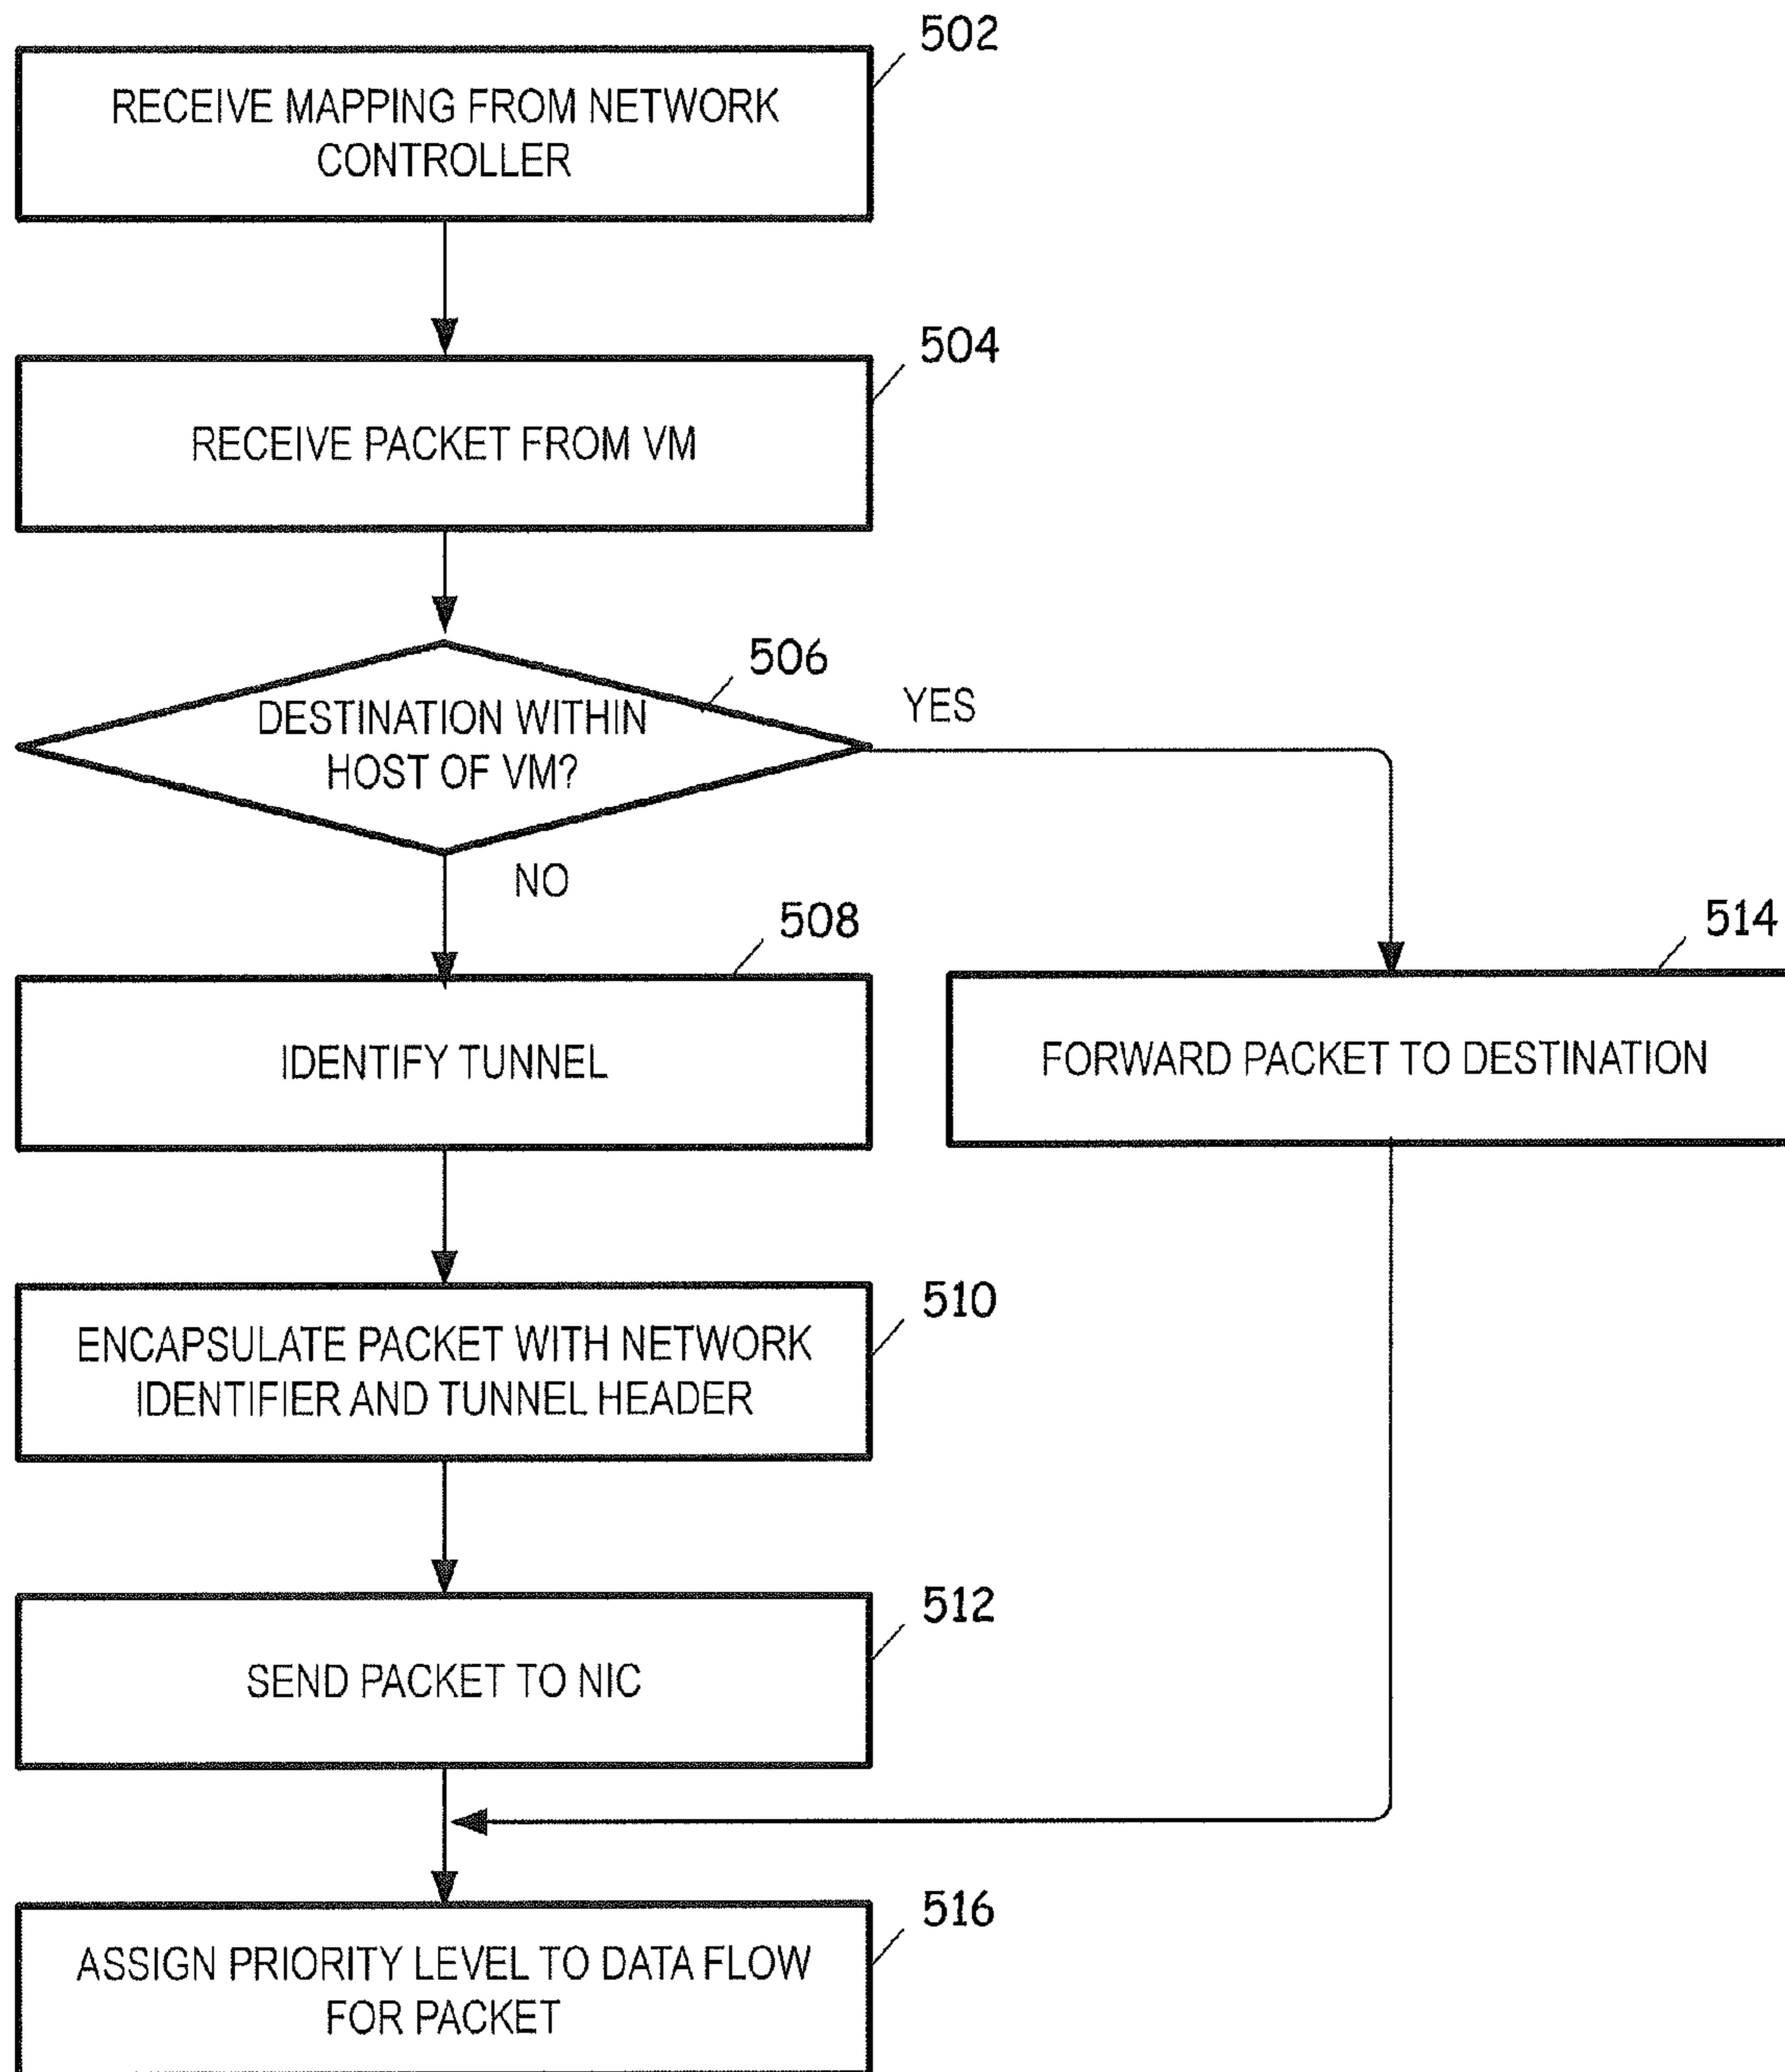 502
RECEIVE MAPPING FROM NETWORK
CONTROLLER
504
RECEIVE PACKET FROM VM
506
DESTINATION WITHIN
HOST OF VM?
YES
NO
508
IDENTIFY TUNNEL
514
FORWARD PACKET TO DESTINATION
510
ENCAPSULATE PACKET WITH NETWORK
IDENTIFIER AND TUNNEL HEADER
512
SEND PACKET TO NIC
516
ASSIGN PRIORITY LEVEL TO DATA FLOW
FOR PACKET